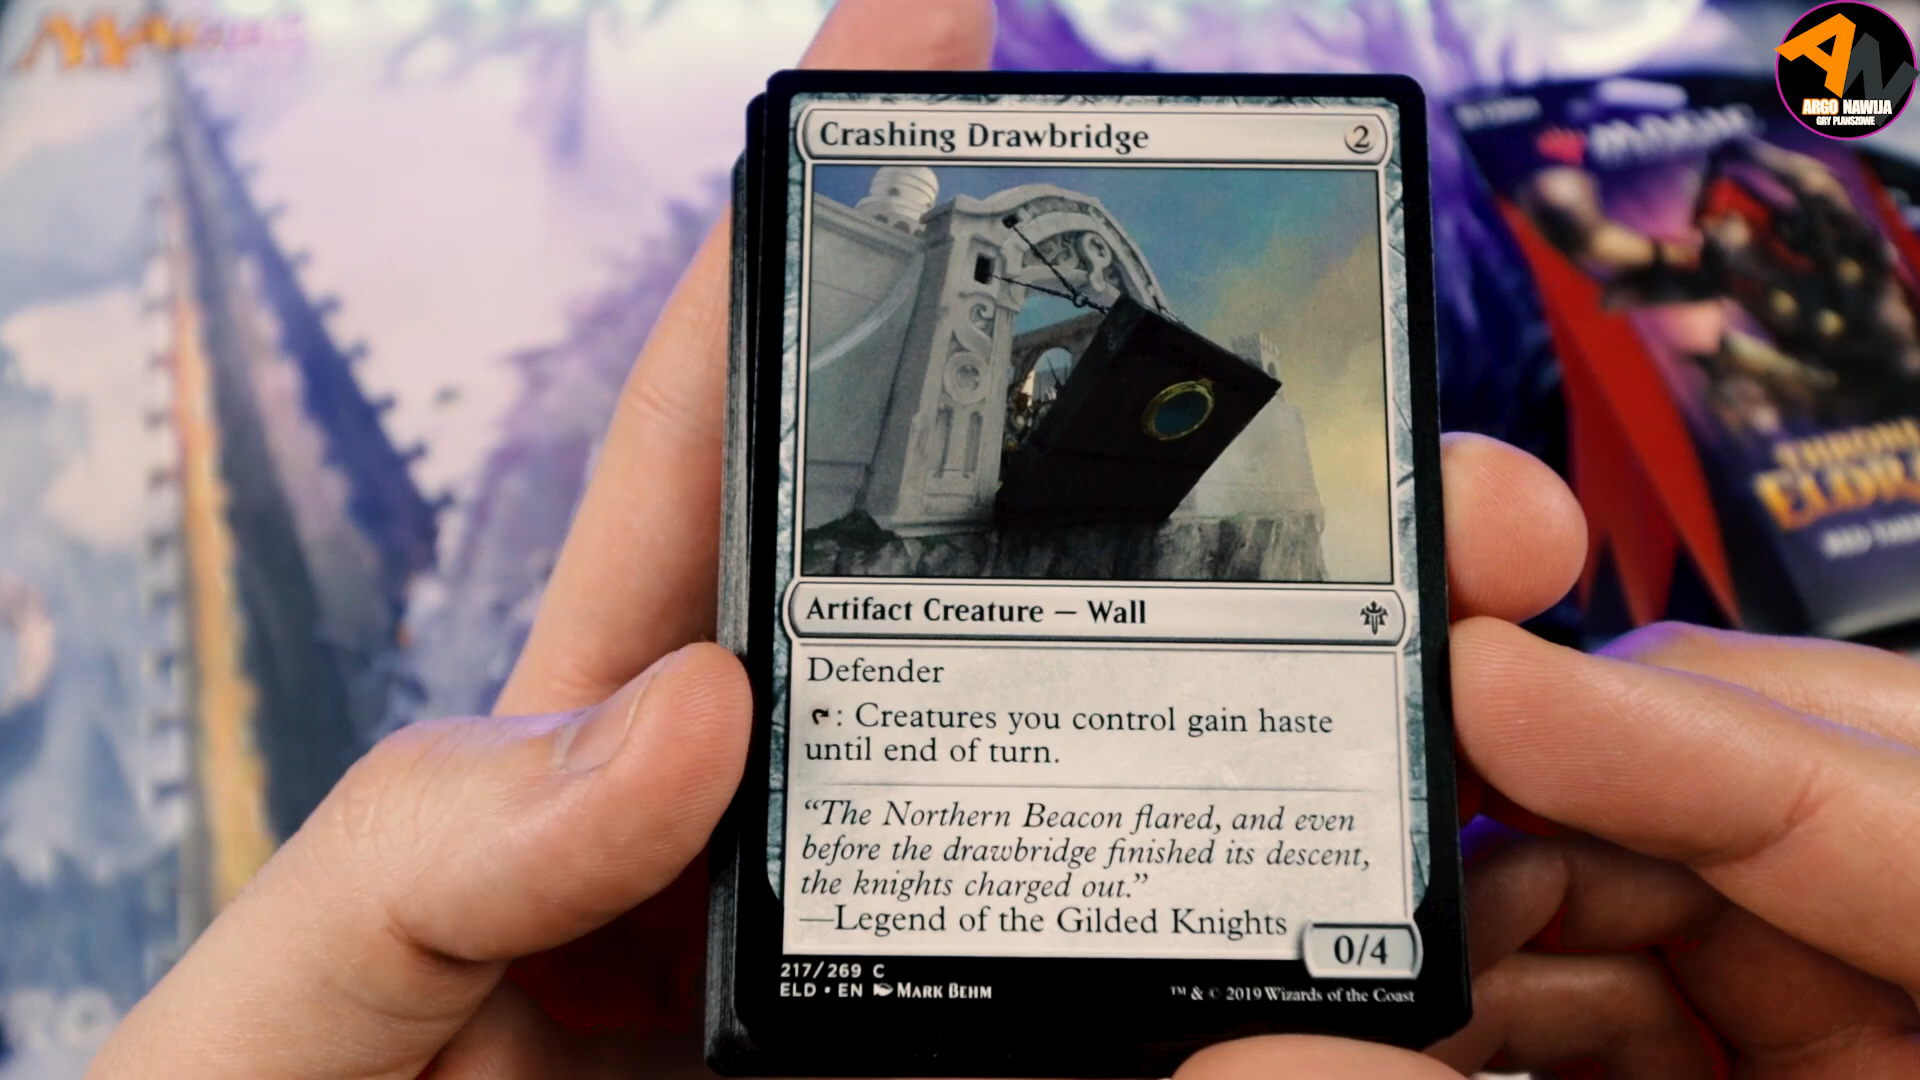 MAGIC
ARGO NAWIJA
GRY PLANSZOWE
MAGIC
Crashing Drawbridge 2
Artifact Creature — Wall
Defender
: Creatures you control gain haste
until end of turn.
“The Northern Beacon flared, and even
before the drawbridge finished its descent,
the knights charged out.”
—Legend of the Gilded Knights
0/4
217/269 C
ELD • EN MARK BEHM
™ & © 2019 Wizards of the Coast